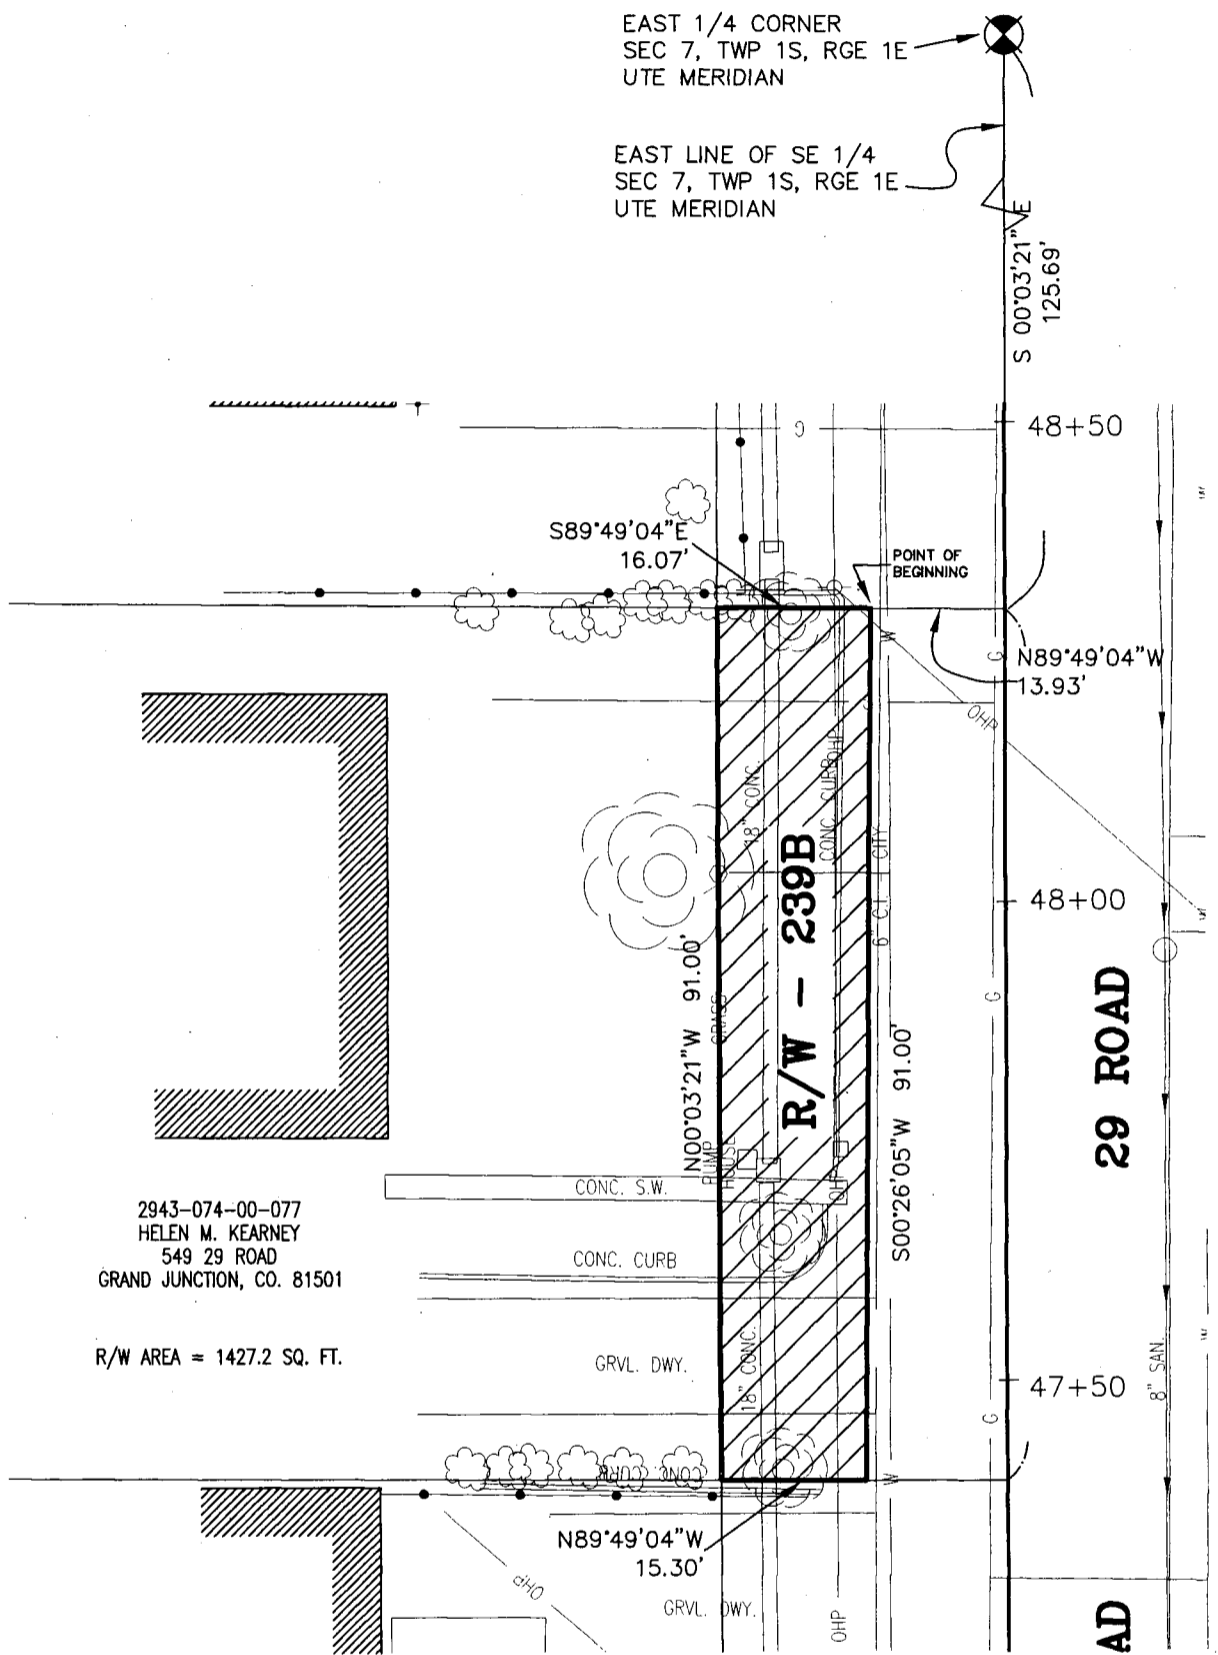 EAST 1/4 CORNER
SEC 7, TWP 1S, RGE 1E
UTE MERIDIAN
EAST LINE OF SE 1/4
SEC 7, TWP 1S, RGE 1E
UTE MERIDIAN
S 00°03'21" E
125.69'
48+50
G
S89°49'04"E
16.07'
POINT OF
BEGINNING
W
G
N89°49'04"W
13.93'
OHP
OHP
18" CONC.
CONC. CURB
6" C.I. - CITY
R/W - 239B
48+00
W
N00°03'21"W 91.00'
GRASS
G
29 ROAD
S00°26'05"W 91.00'
PUMP
HOUSE
OHP
CONC. S.W.
2943-074-00-077
HELEN M. KEARNEY
549 29 ROAD
GRAND JUNCTION, CO. 81501
CONC. CURB
R/W AREA = 1427.2 SQ. FT.
GRVL. DWY.
18" CONC.
47+50
8" SAN.
W
G
CONC. CURB
W
N89°49'04"W
15.30'
OHP
GRVL. DWY.
OHP
AD